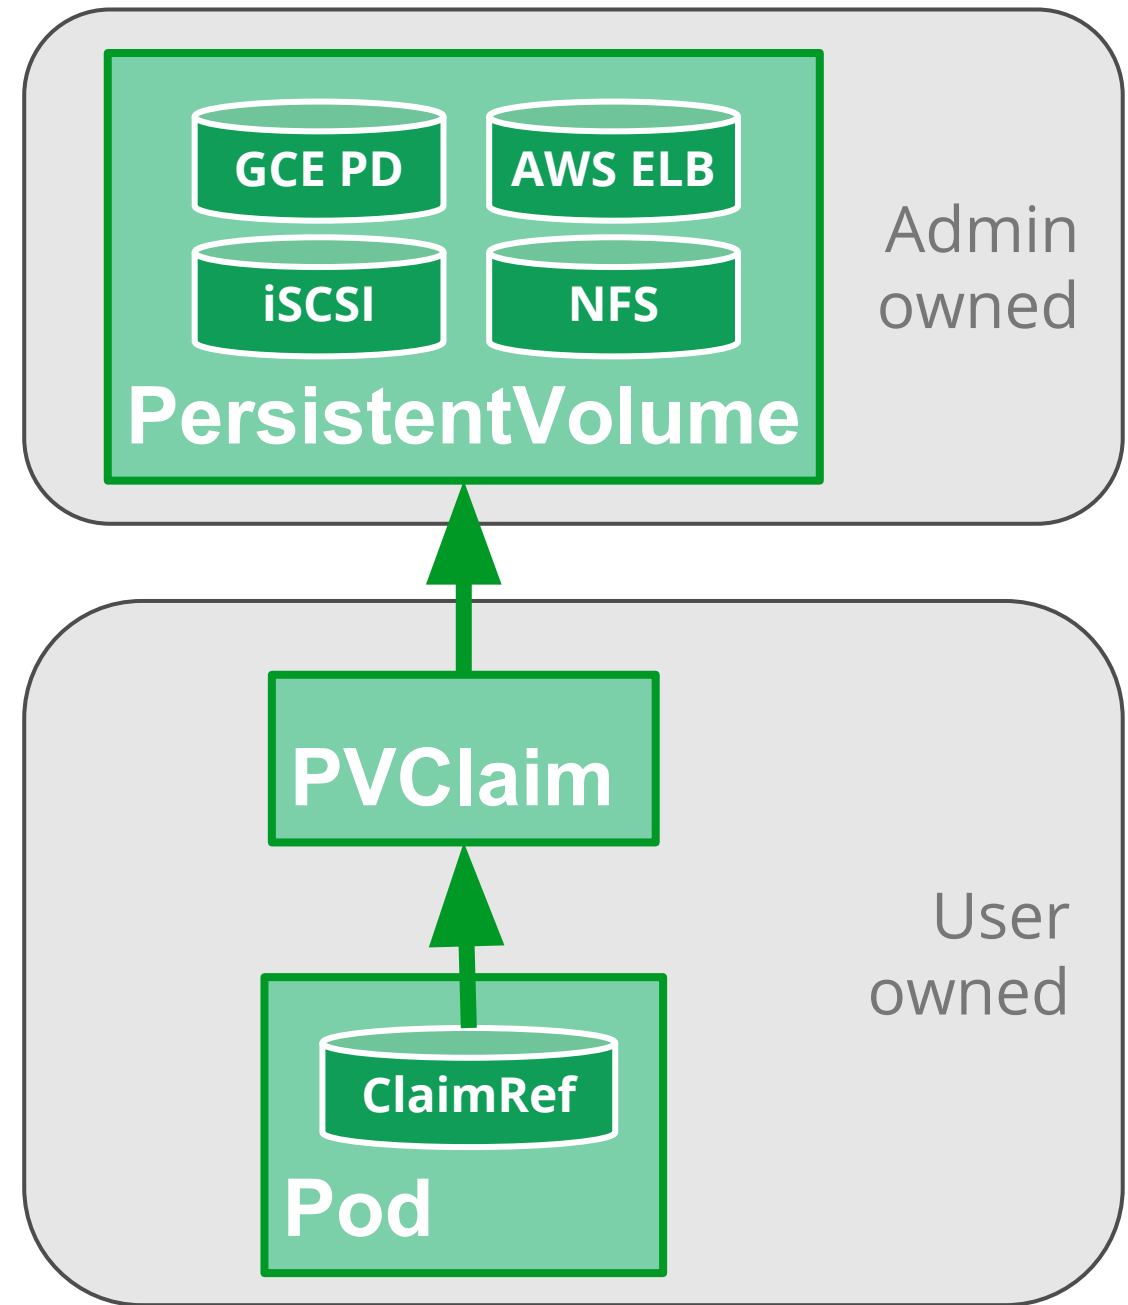 GCE PD
AWS ELB
iSCSI
NFS
PersistentVolume
Admin
owned
PVClaim
User
owned
ClaimRef
Pod